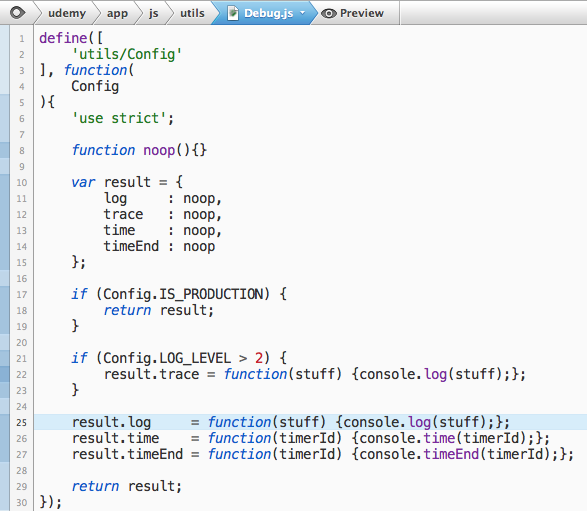 udemy app js utils Debug.js Preview
1 define([
2     'utils/Config'
3 ], function(
4     Config
5 ){
6     'use strict';
7
8     function noop(){}
9
10     var result = {
11         log     : noop,
12         trace   : noop,
13         time    : noop,
14         timeEnd : noop
15     };
16
17     if (Config.IS_PRODUCTION) {
18         return result;
19     }
20
21     if (Config.LOG_LEVEL > 2) {
22         result.trace = function(stuff) {console.log(stuff);};
23     }
24
25     result.log     = function(stuff) {console.log(stuff);};
26     result.time    = function(timerId) {console.time(timerId);};
27     result.timeEnd = function(timerId) {console.timeEnd(timerId);};
28
29     return result;
30 });